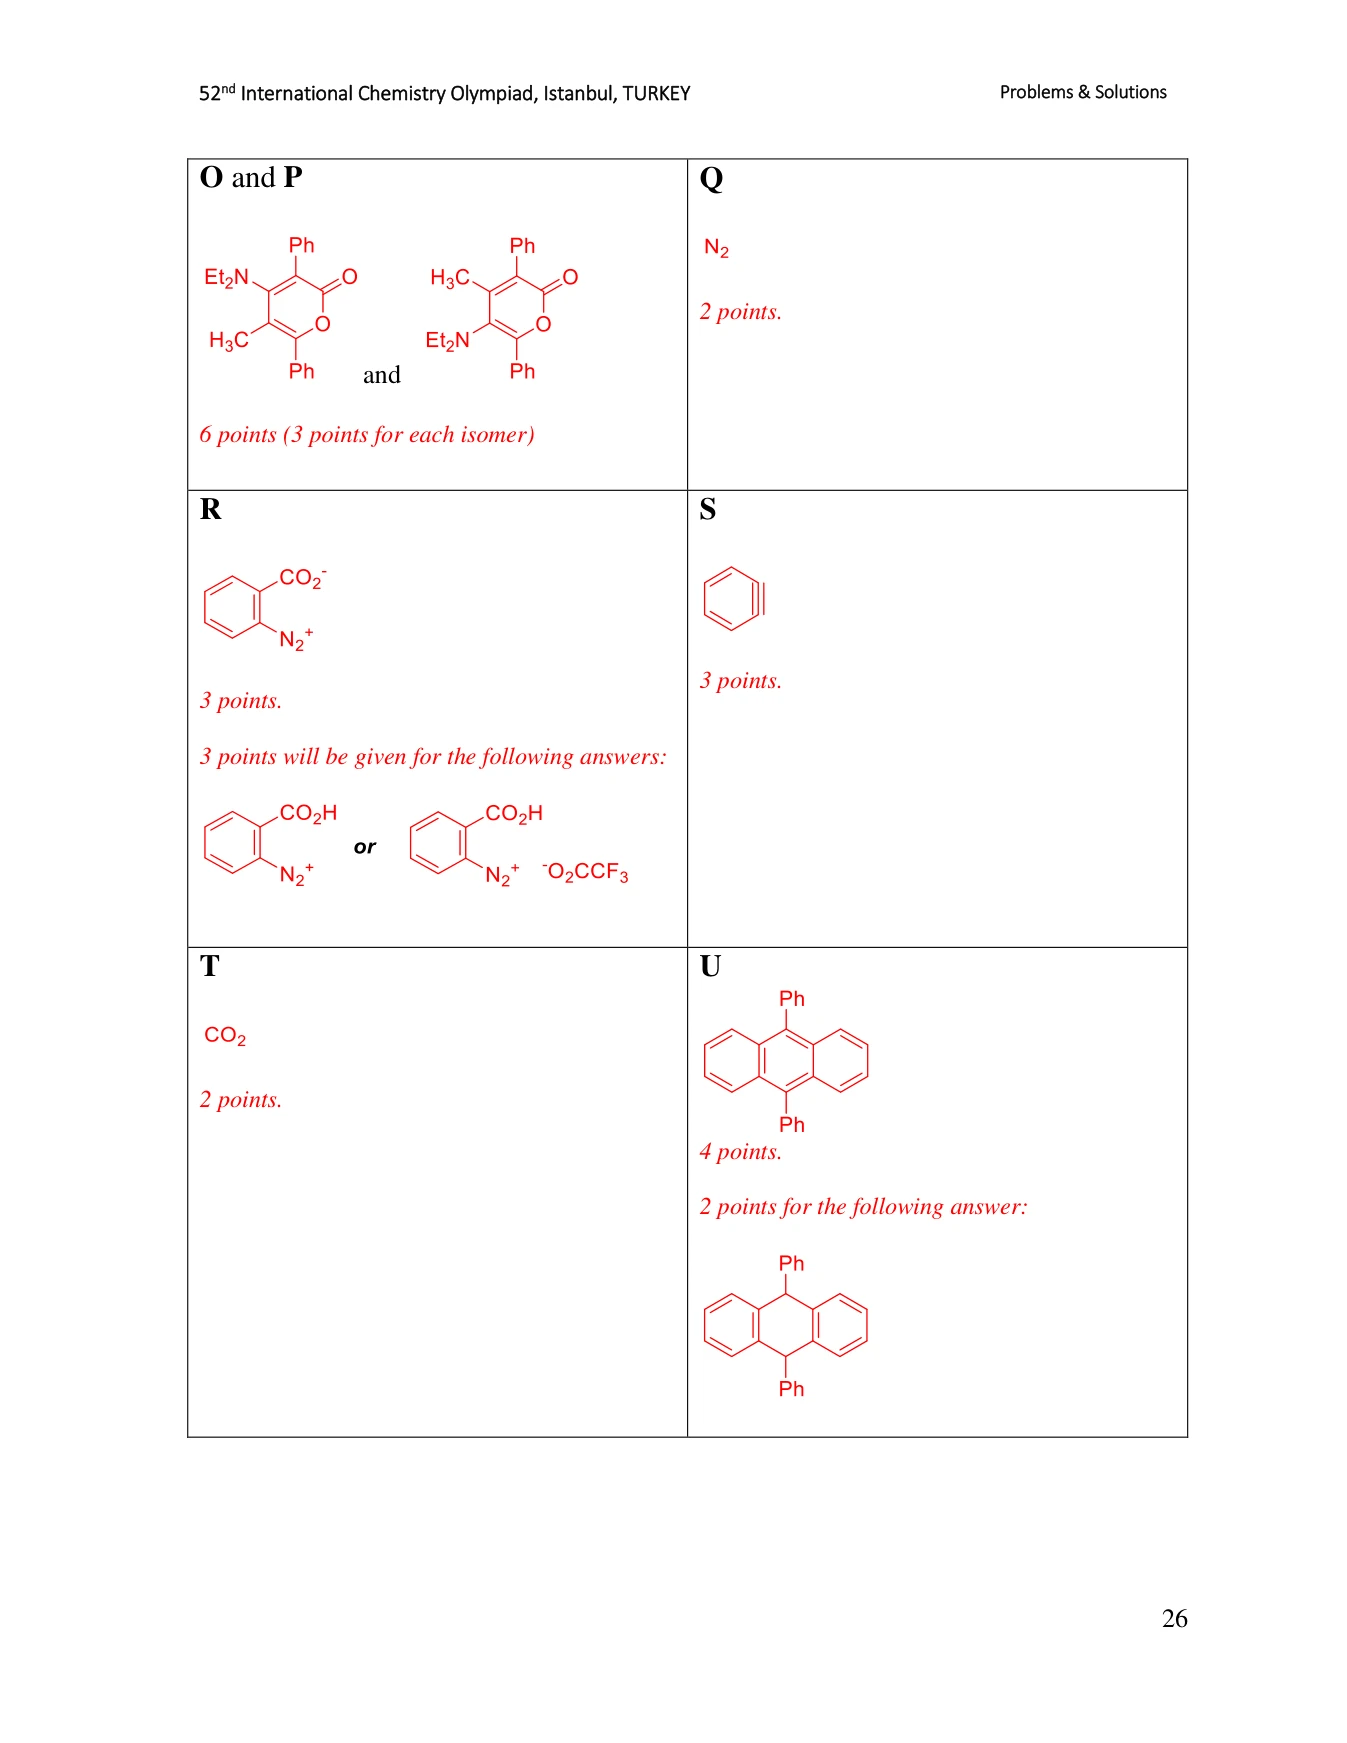 52nd International Chemistry Olympiad, Istanbul, TURKEY Problems & Solutions
O and P
Ph Ph
Et2N O H3C O
O O
H3C Et2N
Ph and Ph
6 points (3 points for each isomer)
Q
N2
2 points.
R
CO2-
N2+
3 points.
3 points will be given for the following answers:
CO2H CO2H
or
N2+ N2+ -O2CCF3
S
3 points.
T
CO2
2 points.
U
Ph
Ph
4 points.
2 points for the following answer:
Ph
Ph
26